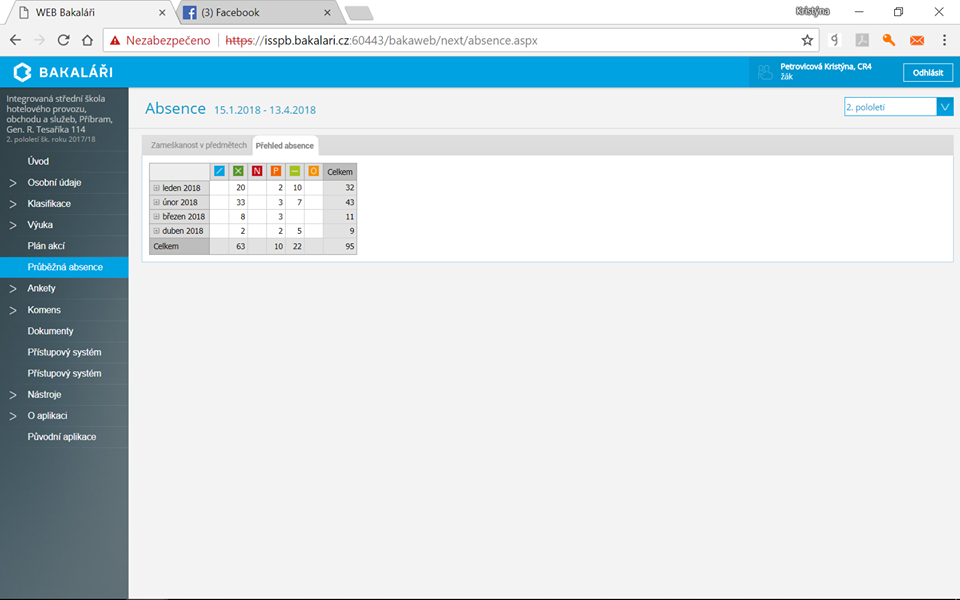 WEB Bakaláři
(3) Facebook
Kristýna
Nezabezpečeno
https://isspb.bakalari.cz:60443/bakaweb/next/absence.aspx
BAKALÁŘI
Petrovicová Kristýna, CR4
žák
Odhlásit
Integrovaná střední škola
hotelového provozu,
obchodu a služeb, Příbram,
Gen. R. Tesaříka 114
2. pololetí šk. roku 2017/18
Úvod
Osobní údaje
Klasifikace
Výuka
Plán akcí
Průběžná absence
Ankety
Komens
Dokumenty
Přístupový systém
Přístupový systém
Nástroje
O aplikaci
Původní aplikace
Absence 15.1.2018 - 13.4.2018
2. pololetí
Zameškanost v předmětech Přehled absence
N P O Celkem
leden 2018 20 2 10 32
únor 2018 33 3 7 43
březen 2018 8 3 11
duben 2018 2 2 5 9
Celkem 63 10 22 95